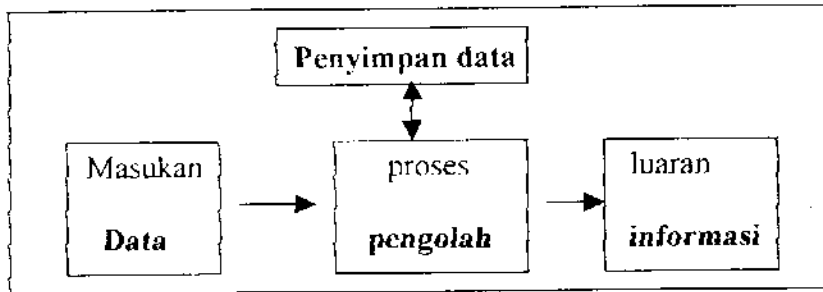 Penyimpan data
Masukan
Data
proses
pengolah
luaran
informasi